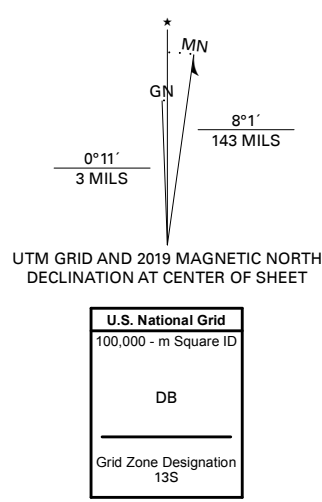 ★
MN
GN
8°1´
143 MILS
0°11´
3 MILS
UTM GRID AND 2019 MAGNETIC NORTH
DECLINATION AT CENTER OF SHEET
U.S. National Grid
100,000 - m Square ID
DB
Grid Zone Designation
13S